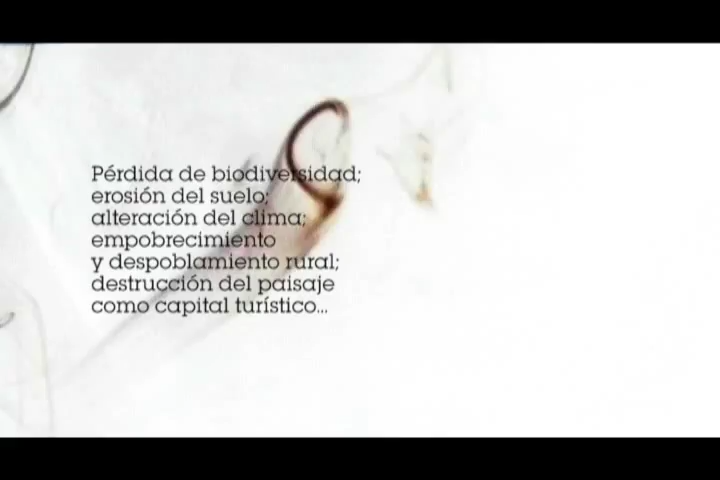 Pérdida de biodiversidad;
erosión del suelo;
alteración del clima;
empobrecimiento
y despoblamiento rural;
destrucción del paisaje
como capital turístico...